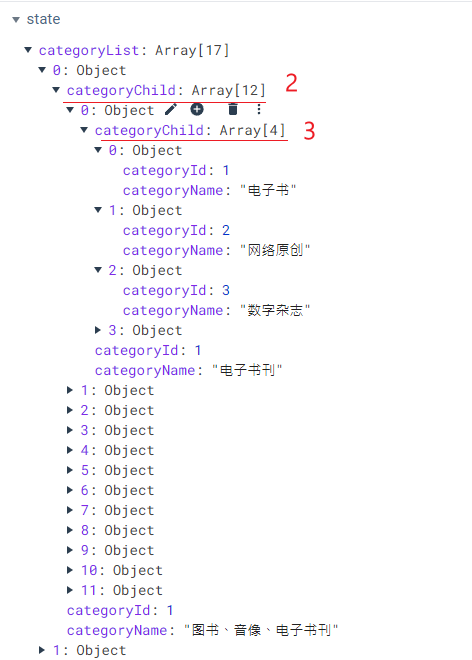 state
categoryList: Array[17]
0: Object
categoryChild: Array[12] 2
0: Object
categoryChild: Array[4] 3
0: Object
categoryId: 1
categoryName: "电子书"
1: Object
categoryId: 2
categoryName: "网络原创"
2: Object
categoryId: 3
categoryName: "数字杂志"
3: Object
categoryId: 1
categoryName: "电子书刊"
1: Object
2: Object
3: Object
4: Object
5: Object
6: Object
7: Object
8: Object
9: Object
10: Object
11: Object
categoryId: 1
categoryName: "图书、音像、电子书刊"
1: Object